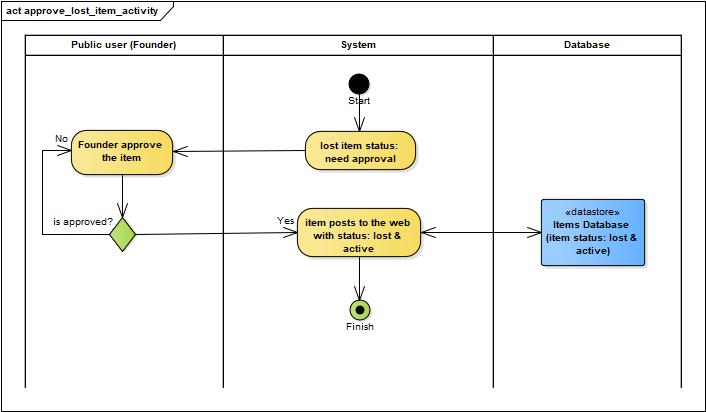 act approve_lost_item_activity
Public user (Founder)
System
Database
Start
No
Founder approve
the item
lost item status:
need approval
is approved?
Yes
item posts to the web
with status: lost &
active
«datastore»
Items Database
(item status: lost &
active)
Finish